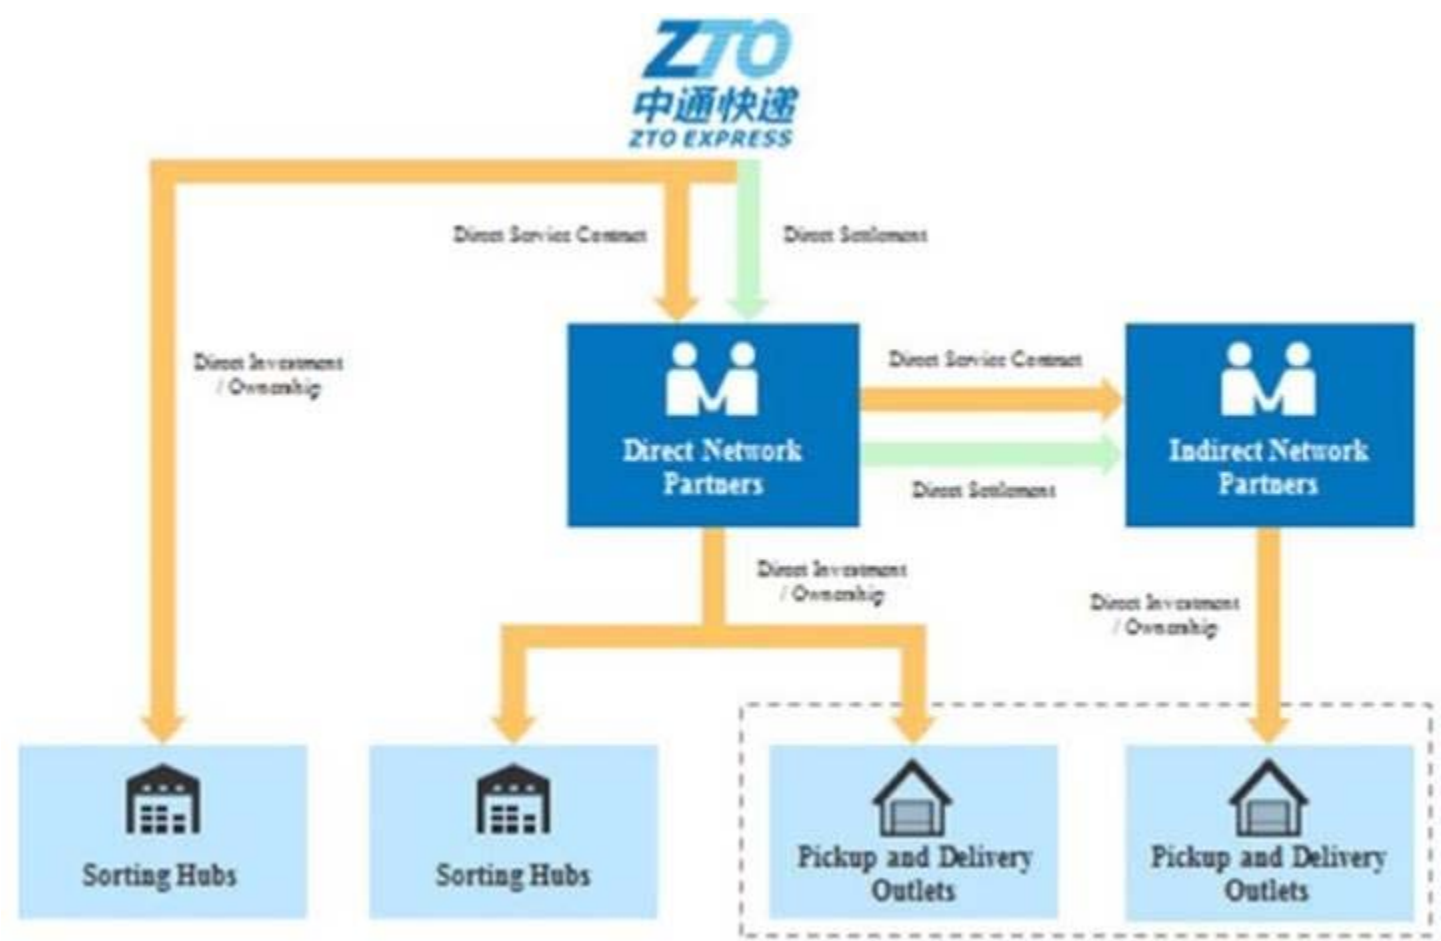 ZTO
中通快递
ZTO EXPRESS
Direct Service Contract
Direct Settlement
Direct Investment
/ Ownership
Direct Network
Partners
Direct Service Contract
Direct Settlement
Indirect Network
Partners
Direct Investment
/ Ownership
Direct Investment
/ Ownership
Sorting Hubs
Sorting Hubs
Pickup and Delivery
Outlets
Pickup and Delivery
Outlets